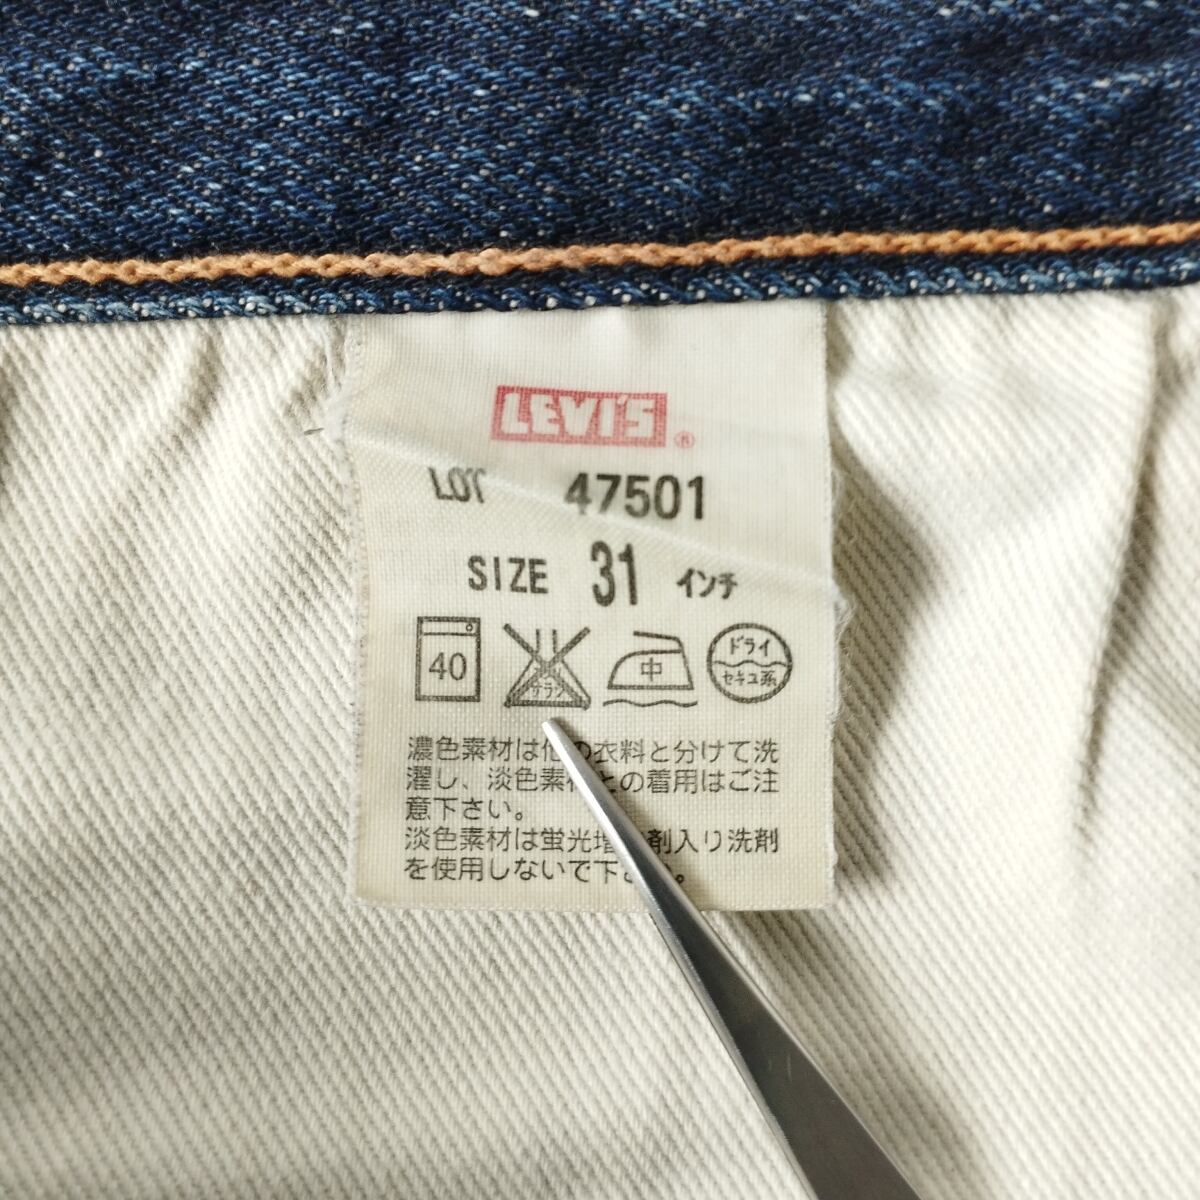 LEVI'S ®
LOT 47501
SIZE 31 インチ
40 サラシ 中 ドライ セキユ系
濃色素材は他の衣料と分けて洗
濯し、淡色素材との着用はご注
意下さい。
淡色素材は蛍光増白剤入り洗剤
を使用しないで下さい。